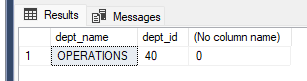 Results Messages
dept_name dept_id (No column name)
1 OPERATIONS 40 0